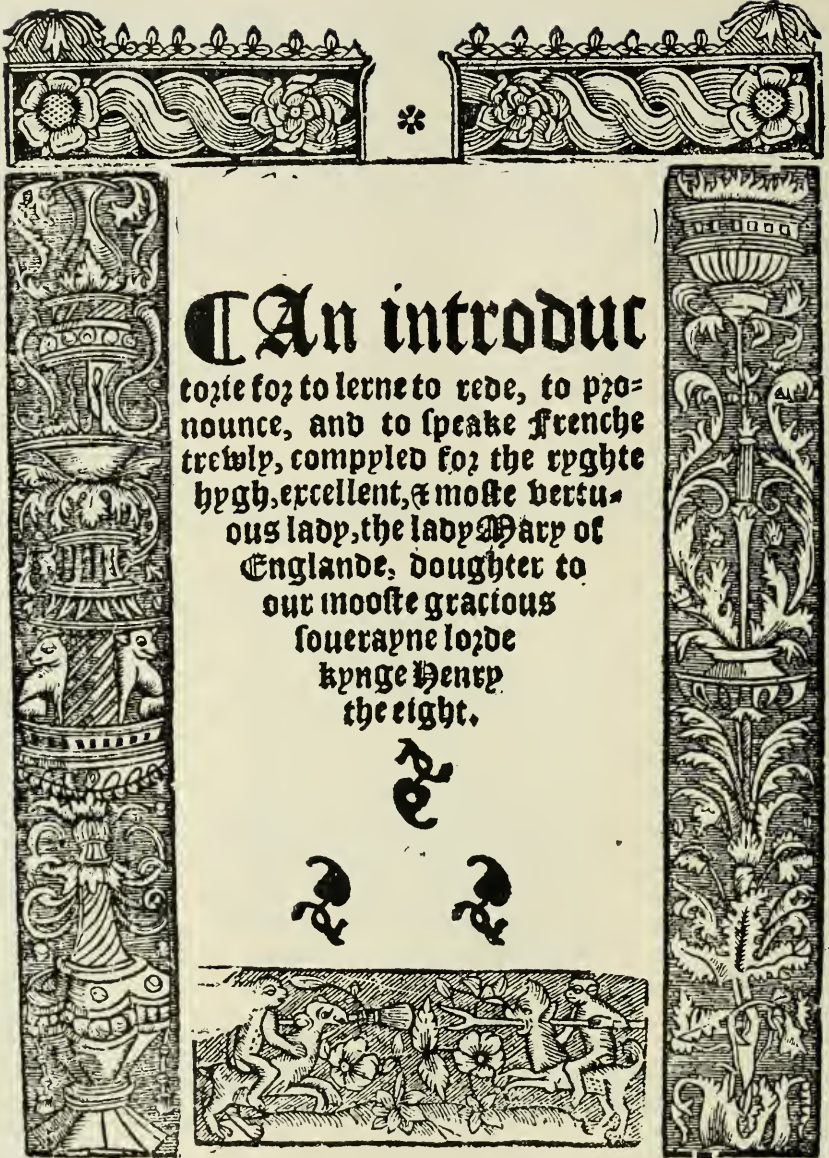 ¶An introduc
torie for to lerne to rede, to pro=
nounce, and to speake Frenche
trewly, compyled for the ryghte
hygh, excellent, & moste vertu-
ous lady, the lady Mary of
Englande, doughter to
our mooste gracious
souerayne lorde
kynge Henry
the eight.